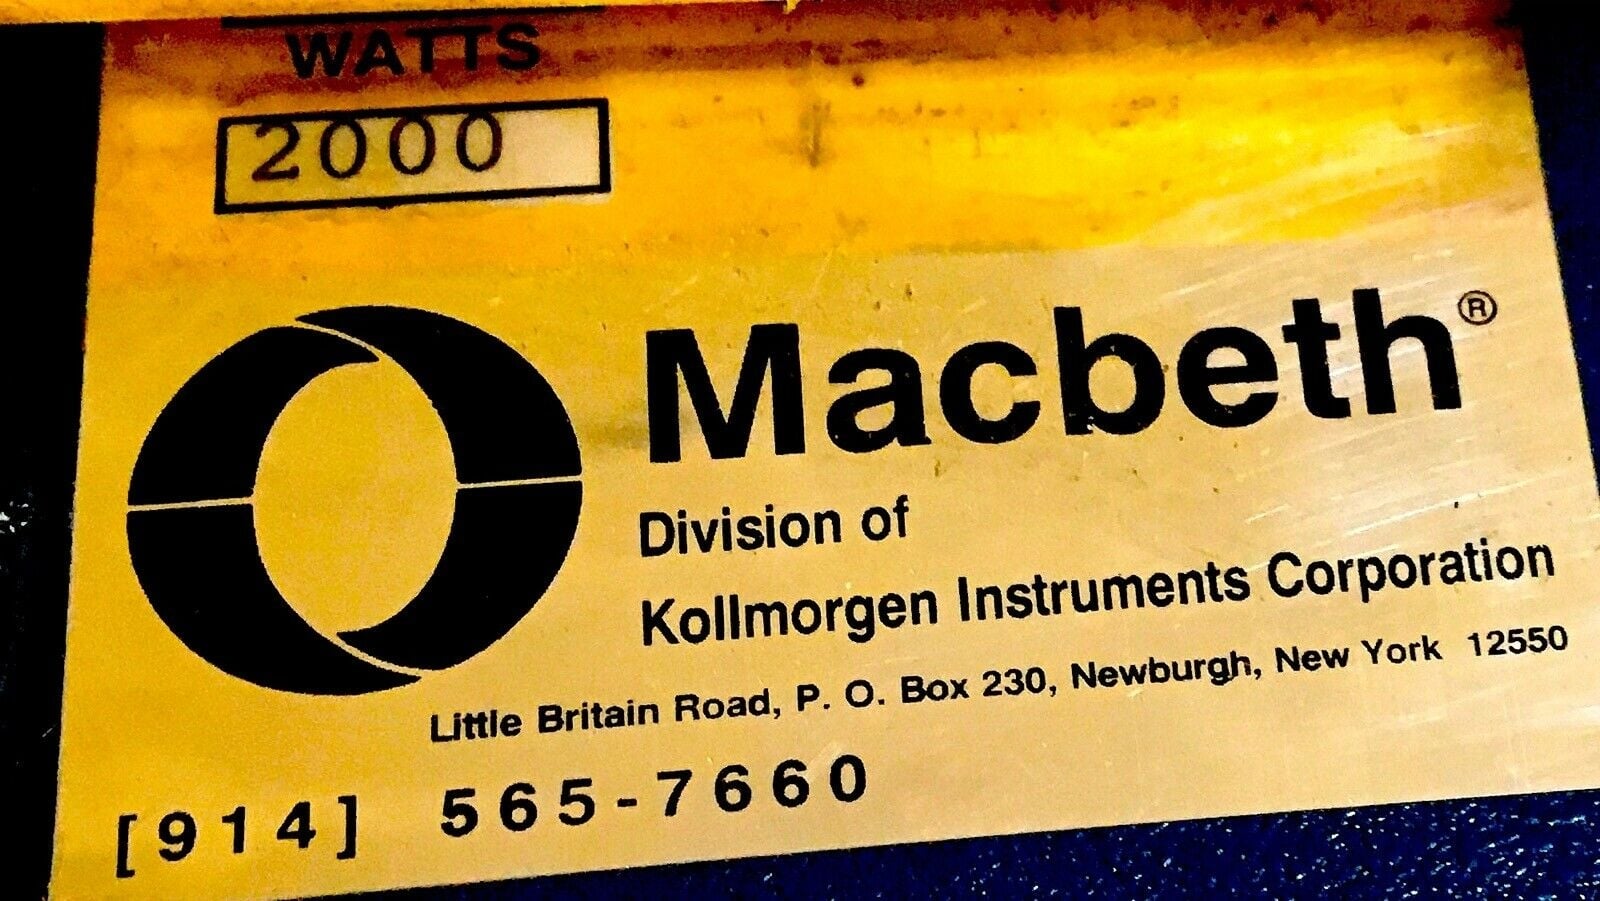 WATTS
2000
Macbeth®
Division of
Kollmorgen Instruments Corporation
Little Britain Road, P. O. Box 230, Newburgh, New York 12550
[914] 565-7660